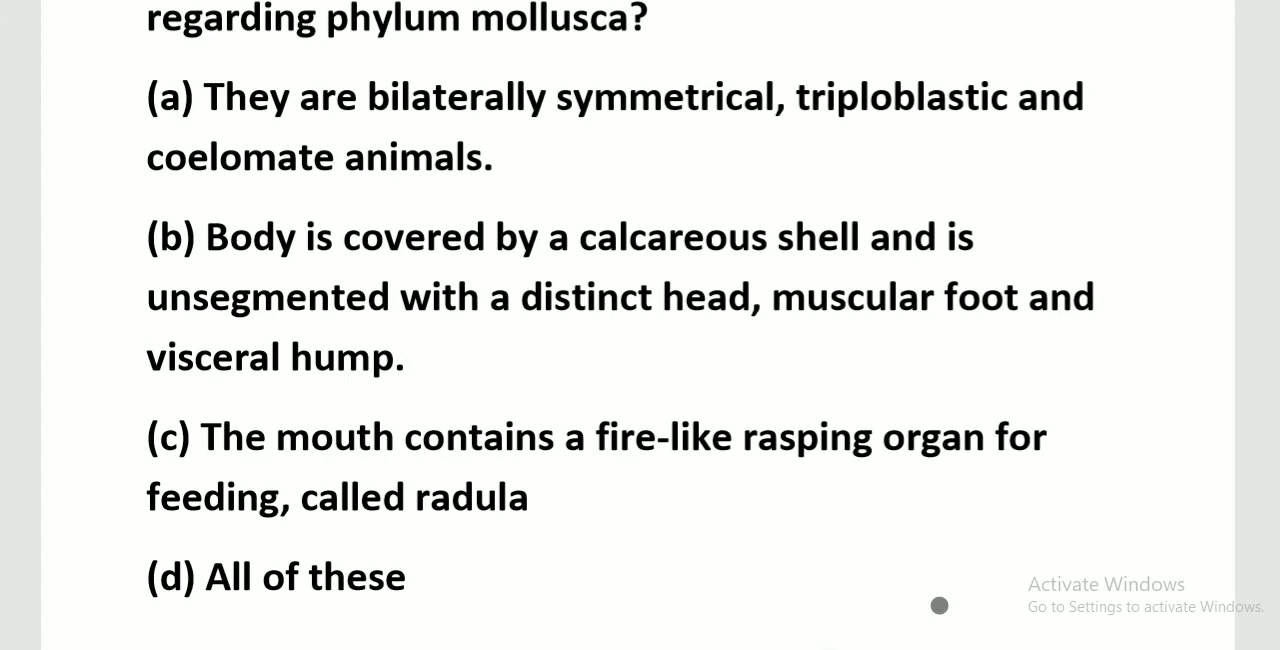 regarding phylum mollusca?
(a) They are bilaterally symmetrical, triploblastic and
coelomate animals.
(b) Body is covered by a calcareous shell and is
unsegmented with a distinct head, muscular foot and
visceral hump.
(c) The mouth contains a fire-like rasping organ for
feeding, called radula
(d) All of these
Activate Windows
Go to Settings to activate Windows.